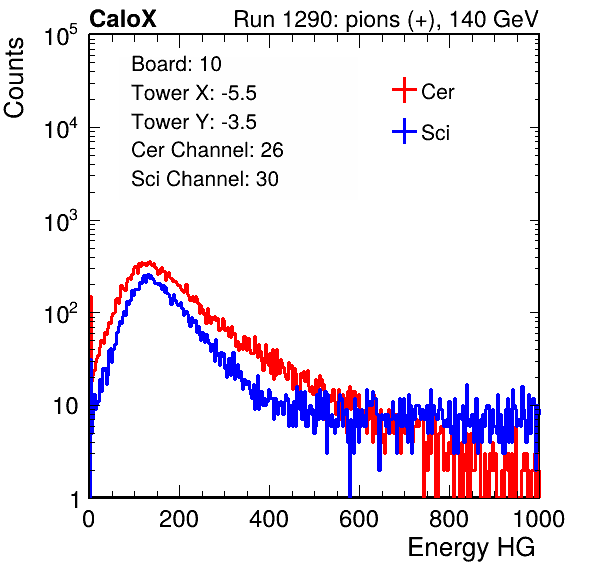 CaloX Run 1290: pions (+), 140 GeV
Counts
10^5
10^4
10^3
10^2
10
1
Board: 10
Tower X: -5.5
Tower Y: -3.5
Cer Channel: 26
Sci Channel: 30
Cer
Sci
0 200 400 600 800 1000
Energy HG